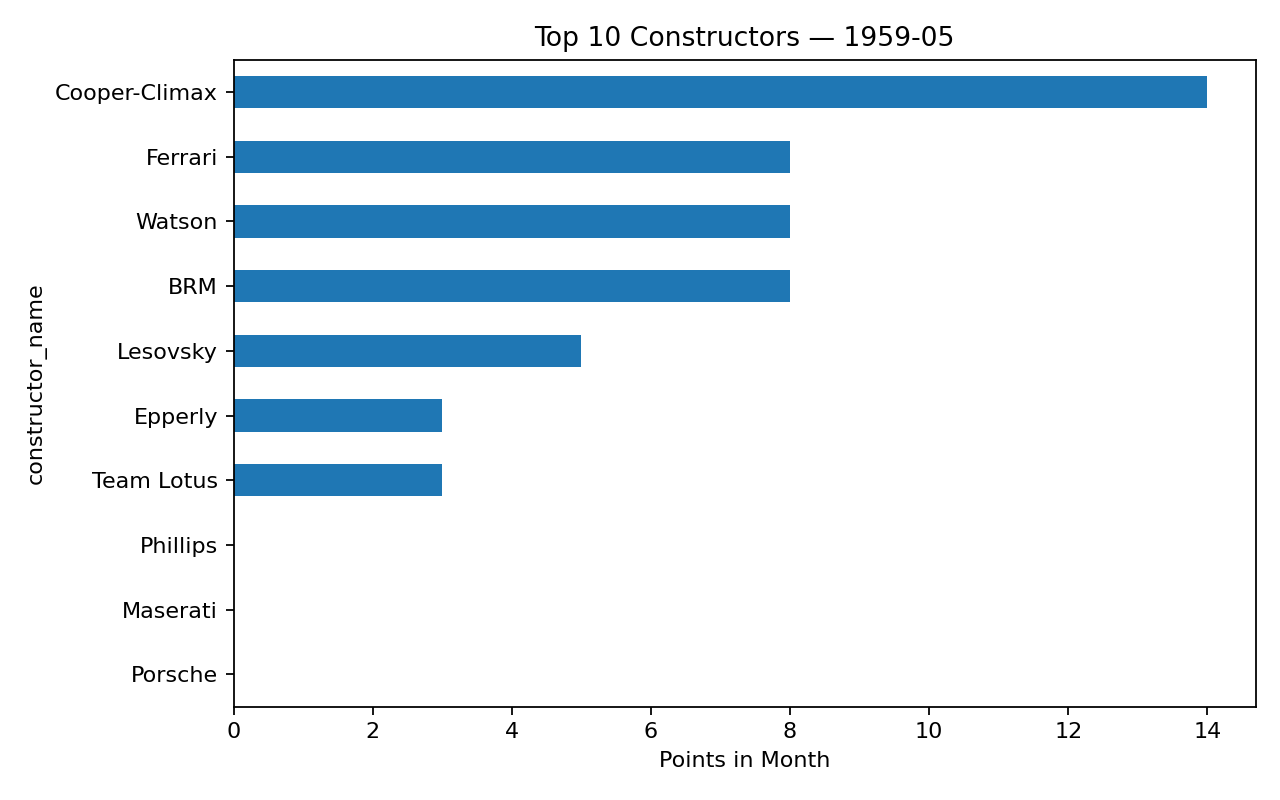 Top 10 Constructors — 1959-05
Cooper-Climax
Ferrari
Watson
BRM
Lesovsky
Epperly
Team Lotus
Phillips
Maserati
Porsche
constructor_name
0 2 4 6 8 10 12 14
Points in Month